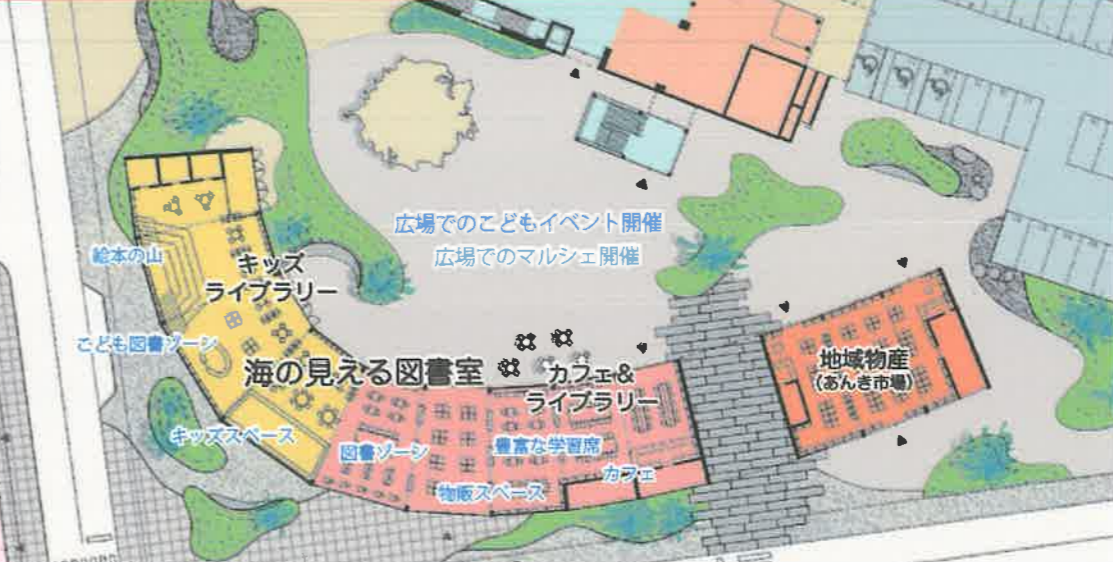 広場でのこどもイベント開催
広場でのマルシェ開催
絵本の山
キッズ
ライブラリー
こども図書ゾーン
海の見える図書室
カフェ&
ライブラリー
地域物産
(あんき市場)
キッズスペース
図書ゾーン
豊富な学習席
カフェ
物販スペース